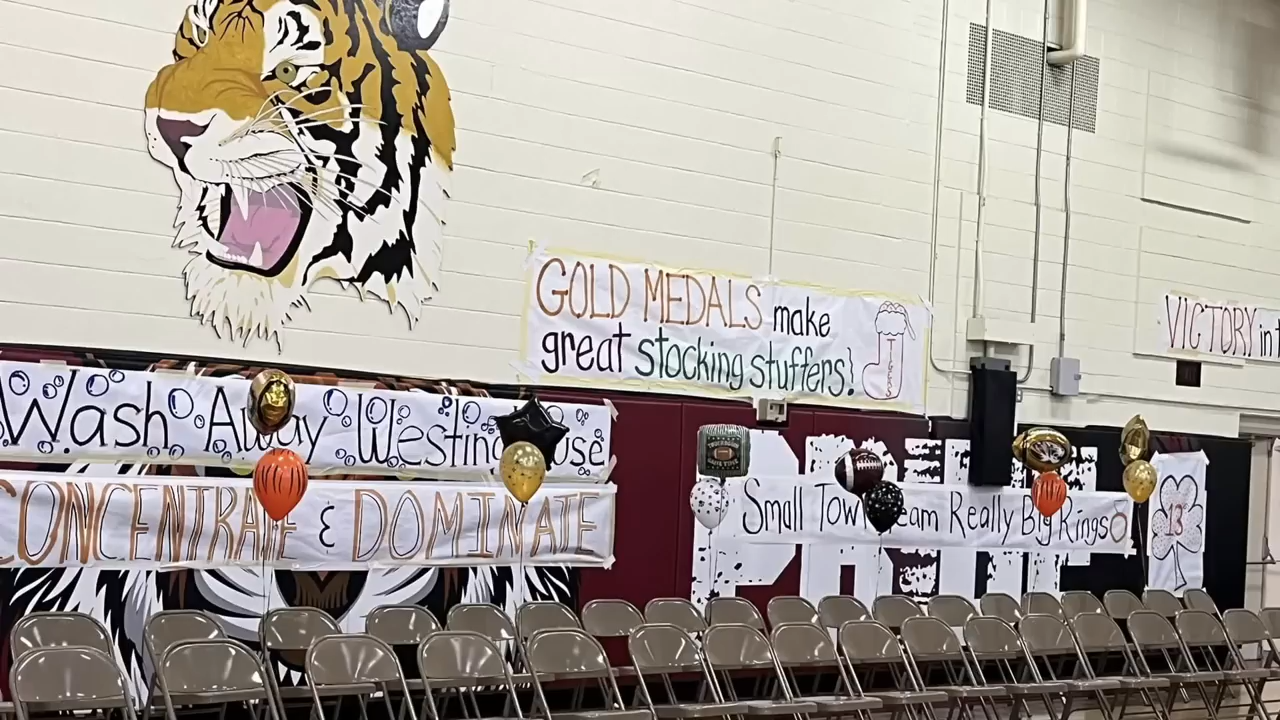 GOLD MEDALS make
great stocking stuffers!
VICTORY in
Wash Away Westinghouse
CONCENTRATE & DOMINATE
Small Town Team Really Big Rings
13